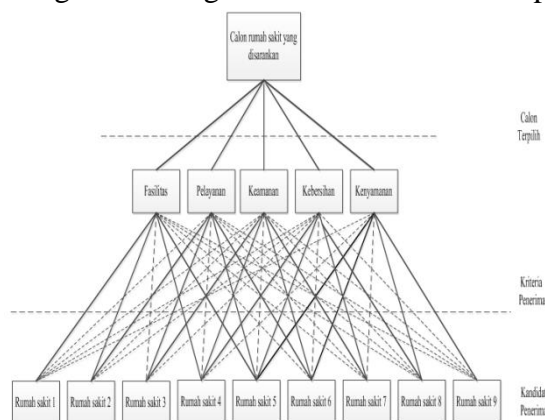 Calon rumah sakit yang
disarankan
Calon
Terpilih
Fasilitas
Pelayanan
Keamanan
Kebersihan
Kenyamanan
Kriteria
Penerima
Rumah sakit 1
Rumah sakit 2
Rumah sakit 3
Rumah sakit 4
Rumah sakit 5
Rumah sakit 6
Rumah sakit 7
Rumah sakit 8
Rumah sakit 9
Kandidat
Penerima